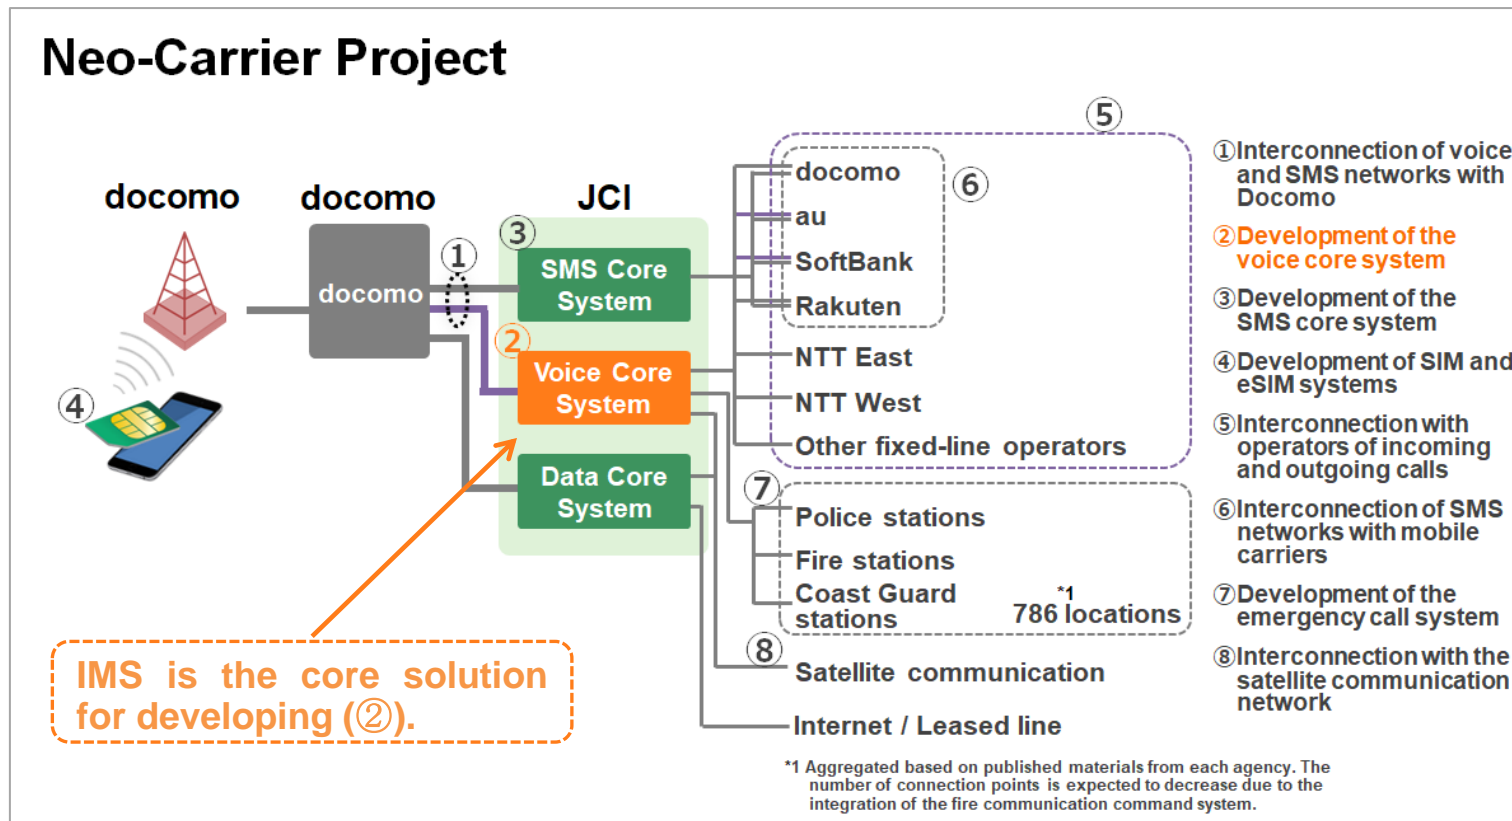 Neo-Carrier Project
docomo
docomo
docomo
JCI
①
②
③
④
SMS Core
System
Voice Core
System
Data Core
System
⑤
⑥
docomo
au
SoftBank
Rakuten
NTT East
NTT West
Other fixed-line operators
⑦
Police stations
Fire stations
Coast Guard
stations
*1
786 locations
⑧
Satellite communication
Internet / Leased line
*1 Aggregated based on published materials from each agency. The
number of connection points is expected to decrease due to the
integration of the fire communication command system.
IMS is the core solution
for developing (②).
①Interconnection of voice
and SMS networks with
Docomo
②Development of the
voice core system
③Development of the
SMS core system
④Development of SIM and
eSIM systems
⑤Interconnection with
operators of incoming
and outgoing calls
⑥Interconnection of SMS
networks with mobile
carriers
⑦Development of the
emergency call system
⑧Interconnection with the
satellite communication
network